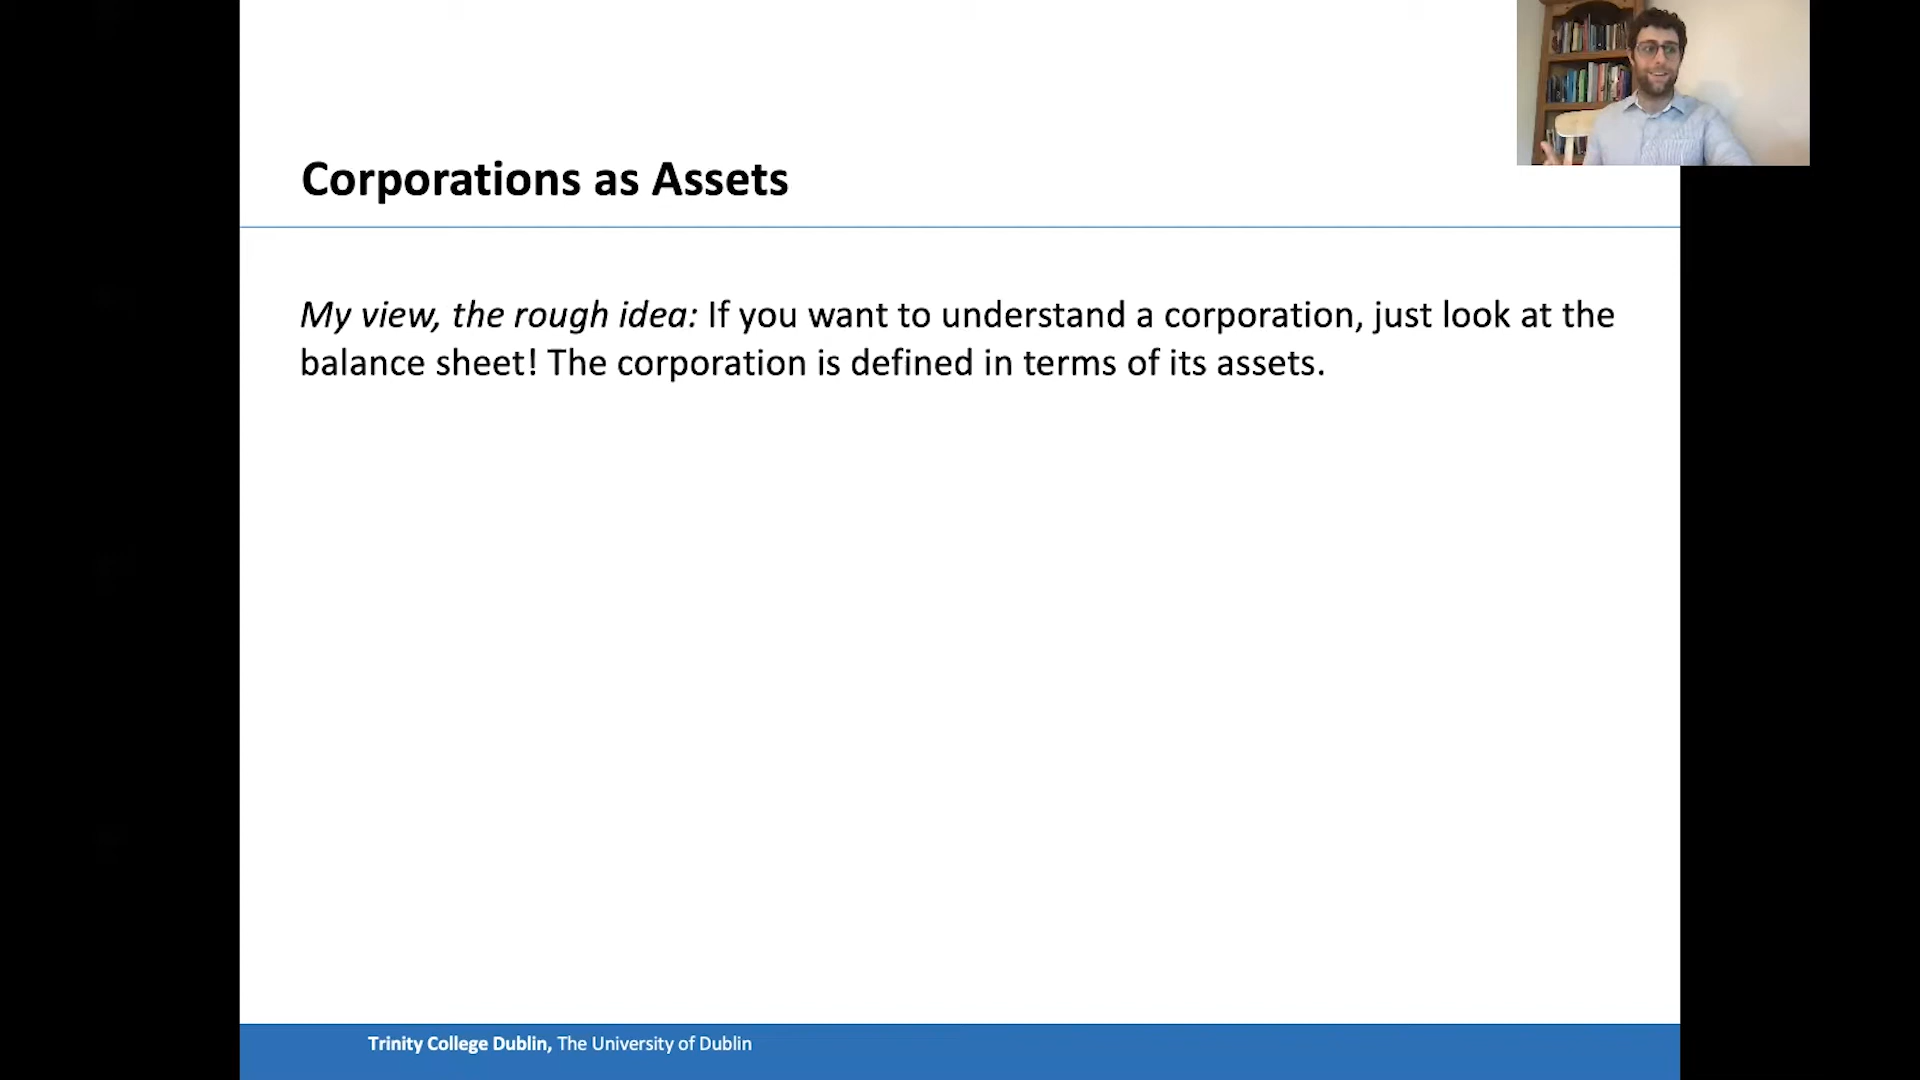 Corporations as Assets
My view, the rough idea: If you want to understand a corporation, just look at the
balance sheet! The corporation is defined in terms of its assets.
Trinity College Dublin, The University of Dublin